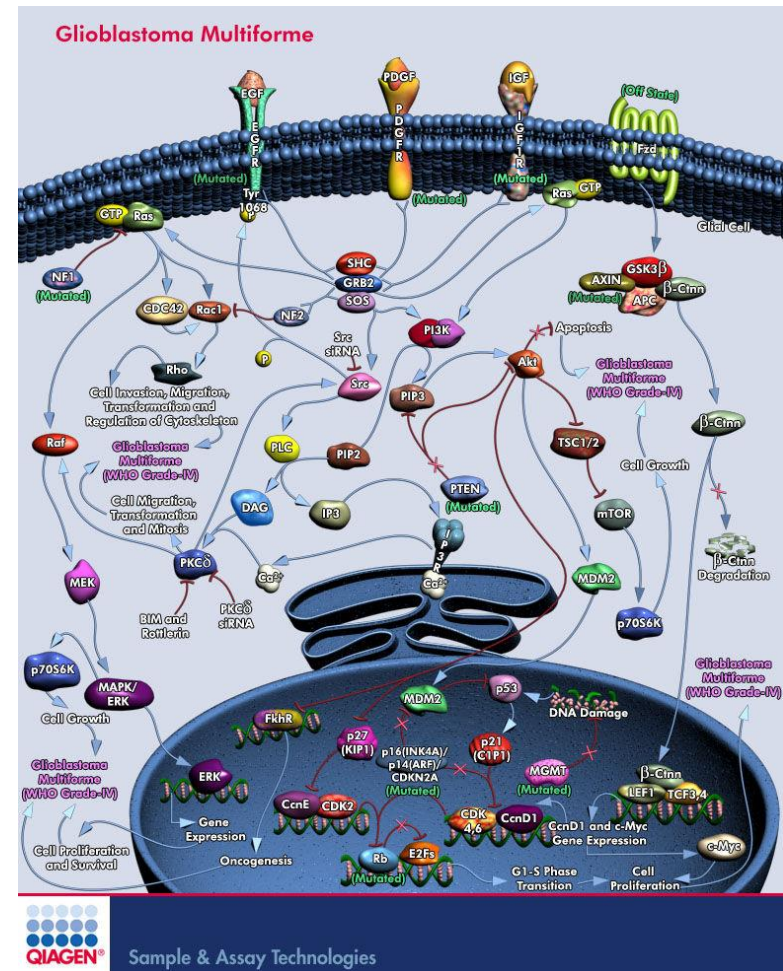 Glioblastoma Multiforme
EGF
EGFR
(Mutated)
Tyr
1068
P
PDGF
PDGFR
(Mutated)
IGF
IGF1R
(Mutated)
(Off State)
Fzd
Ras
GTP
Glial Cell
GTP
Ras
NF1
(Mutated)
SHC
GRB2
SOS
NF2
CDC42
Rac1
GSK3β
AXIN
(Mutated)
APC
β-Ctnn
PI3K
Apoptosis
Akt
Src
siRNA
P
Src
Rho
Cell Invasion, Migration,
Transformation and
Regulation of Cytoskeleton
Glioblastoma
Multiforme
(WHO Grade-IV)
PIP3
β-Ctnn
Raf
Glioblastoma
Multiforme
(WHO Grade-IV)
PLC
PIP2
TSC1/2
Cell Growth
Cell Migration,
Transformation
and Mitosis
DAG
IP3
PTEN
(Mutated)
mTOR
IP3R
β-Ctnn
Degradation
PKCδ
Ca2+
Ca2+
MEK
MDM2
p70S6K
BIM and
Rottlerin
PKCδ
siRNA
p70S6K
MAPK/
ERK
Cell Growth
Glioblastoma
Multiforme
(WHO Grade-IV)
MDM2
p53
DNA Damage
FkhR
p27
(KIP1)
p16(INK4A)/
p14(ARF)/
CDKN2A
(Mutated)
p21
(C1P1)
MGMT
(Mutated)
Glioblastoma
Multiforme
(WHO Grade-IV)
ERK
β-Ctnn
LEF1
TCF3,4
CcnE
CDK2
CDK
4,6
CcnD1
CcnD1 and c-Myc
Gene Expression
c-Myc
Gene
Expression
Cell Proliferation
and Survival
Oncogenesis
Rb
(Mutated)
E2Fs
G1-S Phase
Transition
Cell
Proliferation
QIAGEN®
Sample & Assay Technologies